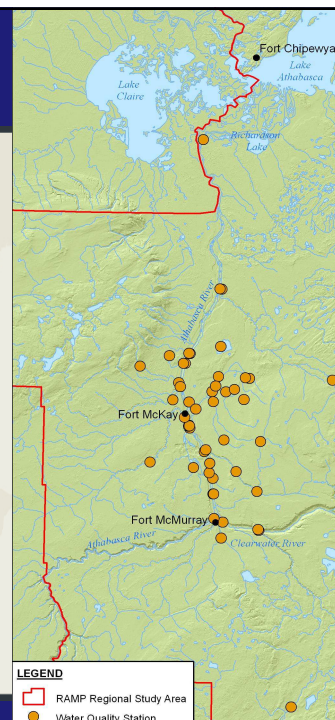 Fort Chipewya
Lake
Athabasca
Lake
Claire
Richardson
Lake
Athabasca River
Fort McKay
Fort McMurray
Athabasca River
Clearwater River
LEGEND
RAMP Regional Study Area
Water Quality Station